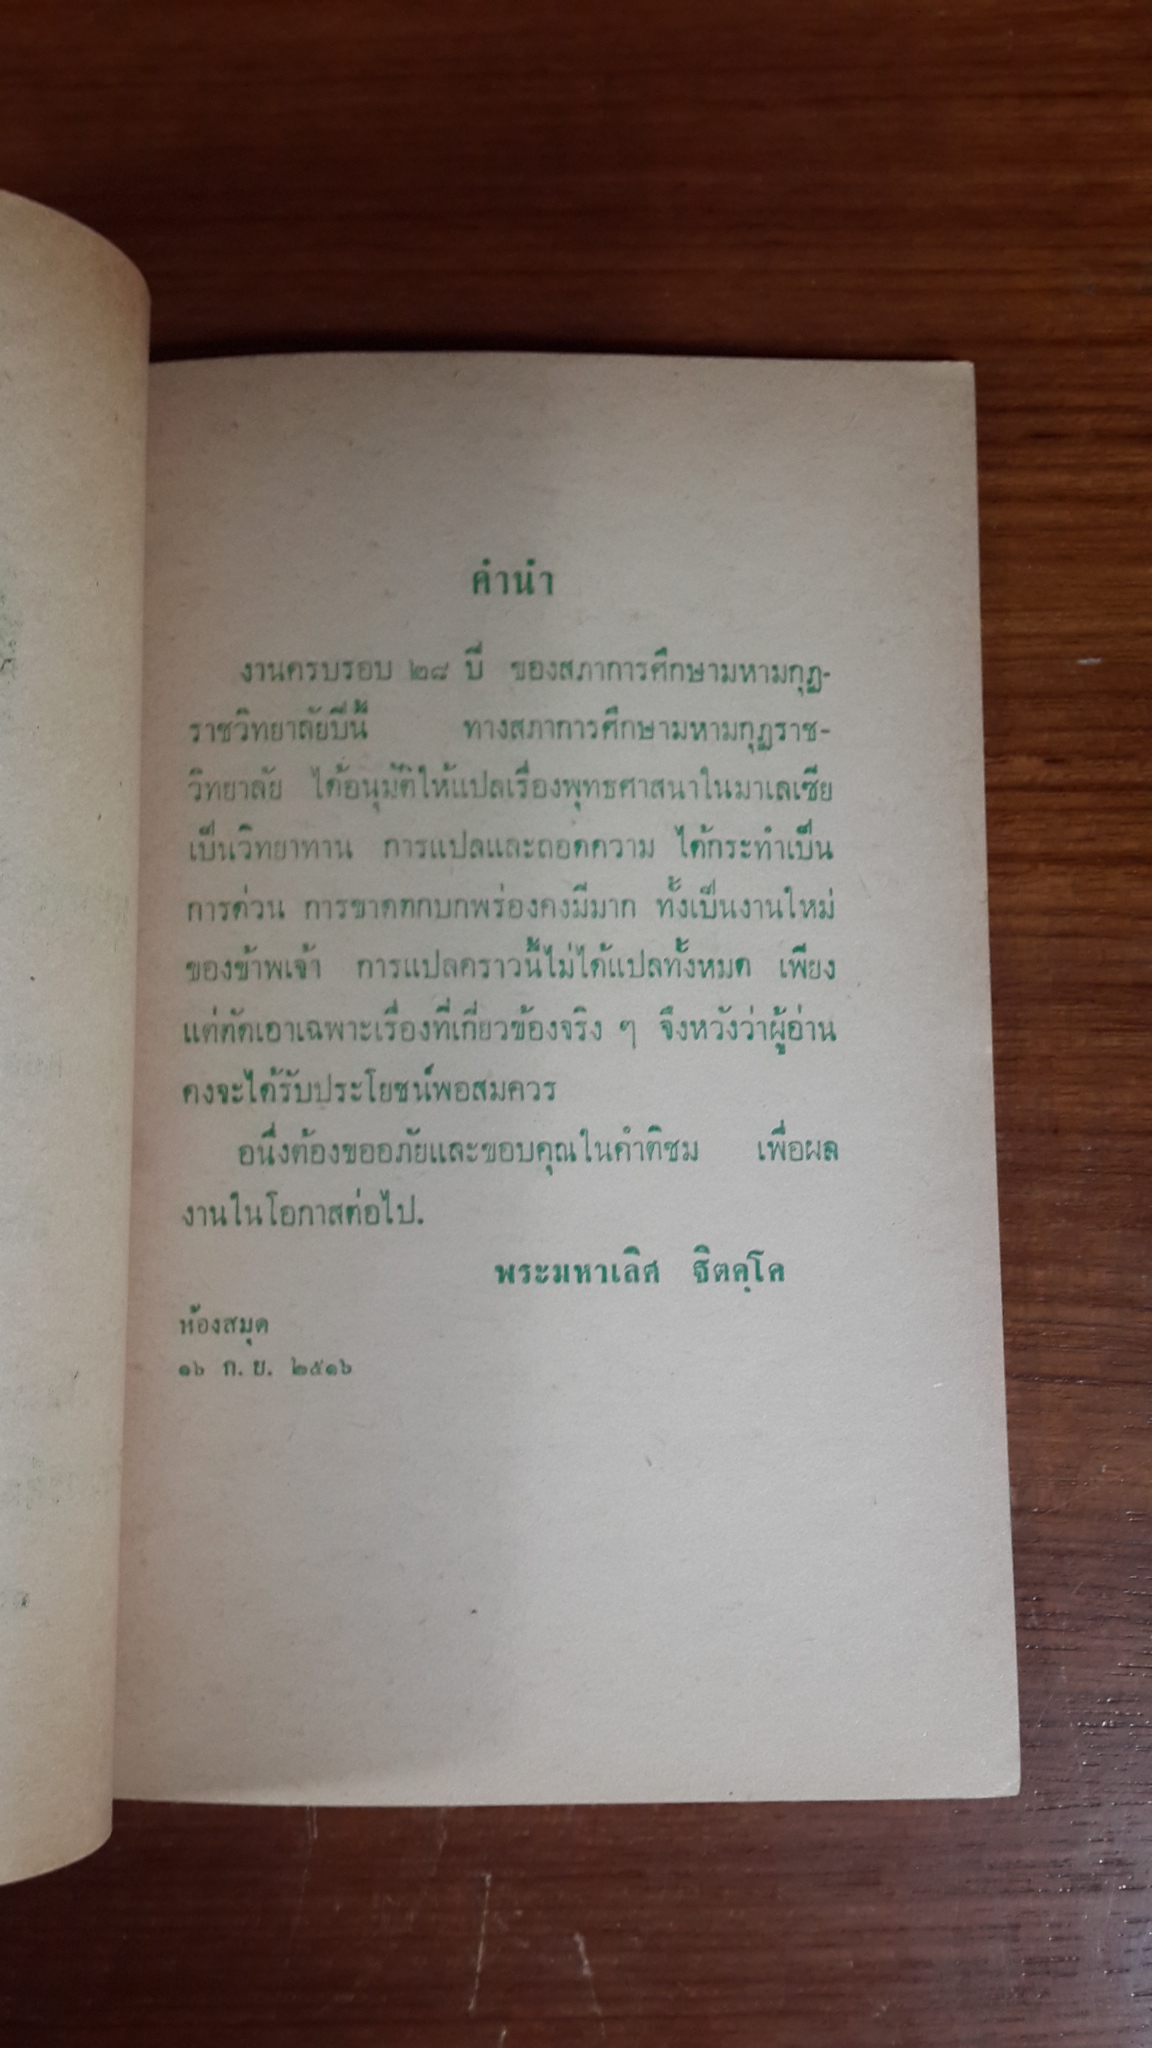 คำนำ
งานครบรอบ ๒๘ ปี ของสภาการศึกษามหามกุฏ-
ราชวิทยาลัยปีนี้ ทางสภาการศึกษามหามกุฏราช-
วิทยาลัย ได้อนุมัติให้แปลเรื่องพุทธศาสนาในมาเลเซีย
เป็นวิทยาทาน การแปลและถอดความ ได้กระทำเป็น
การด่วน การขาดตกบกพร่องคงมีมาก ทั้งเป็นงานใหม่
ของข้าพเจ้า การแปลคราวนี้ไม่ได้แปลทั้งหมด เพียง
แต่ตัดเอาเฉพาะเรื่องที่เกี่ยวข้องจริง ๆ จึงหวังว่าผู้อ่าน
คงจะได้รับประโยชน์พอสมควร
อนึ่งต้องขออภัยและขอบคุณในคำติชม เพื่อผล
งานในโอกาสต่อไป.
พระมหาเลิศ ฐิตคุโค
ห้องสมุด
๑๖ ก. ย. ๒๕๑๖